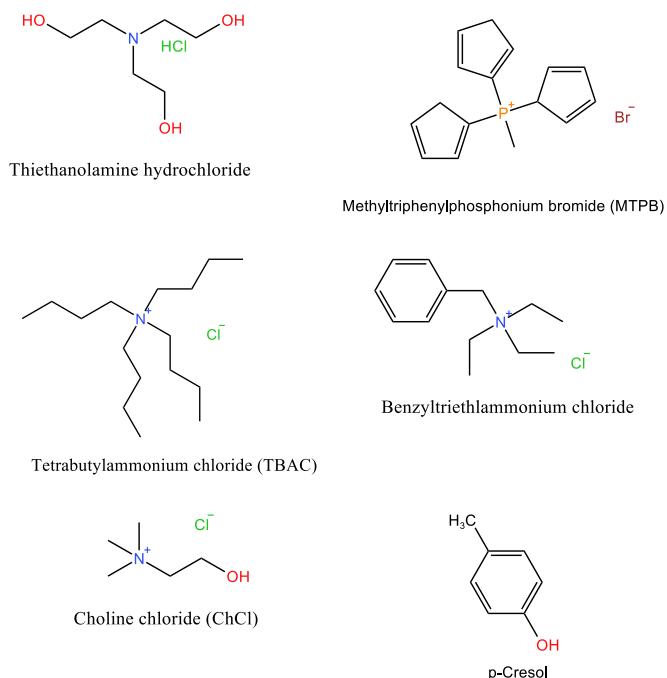 HO
N
OH
HCl
OH
Thiethanolamine hydrochloride
P+
Br−
Methyltriphenylphosphonium bromide (MTPB)
N+
Cl−
Tetrabutylammonium chloride (TBAC)
N+
Cl−
Benzyltriethlammonium chloride
Cl−
N+
OH
Choline chloride (ChCl)
H3C
OH
p-Cresol